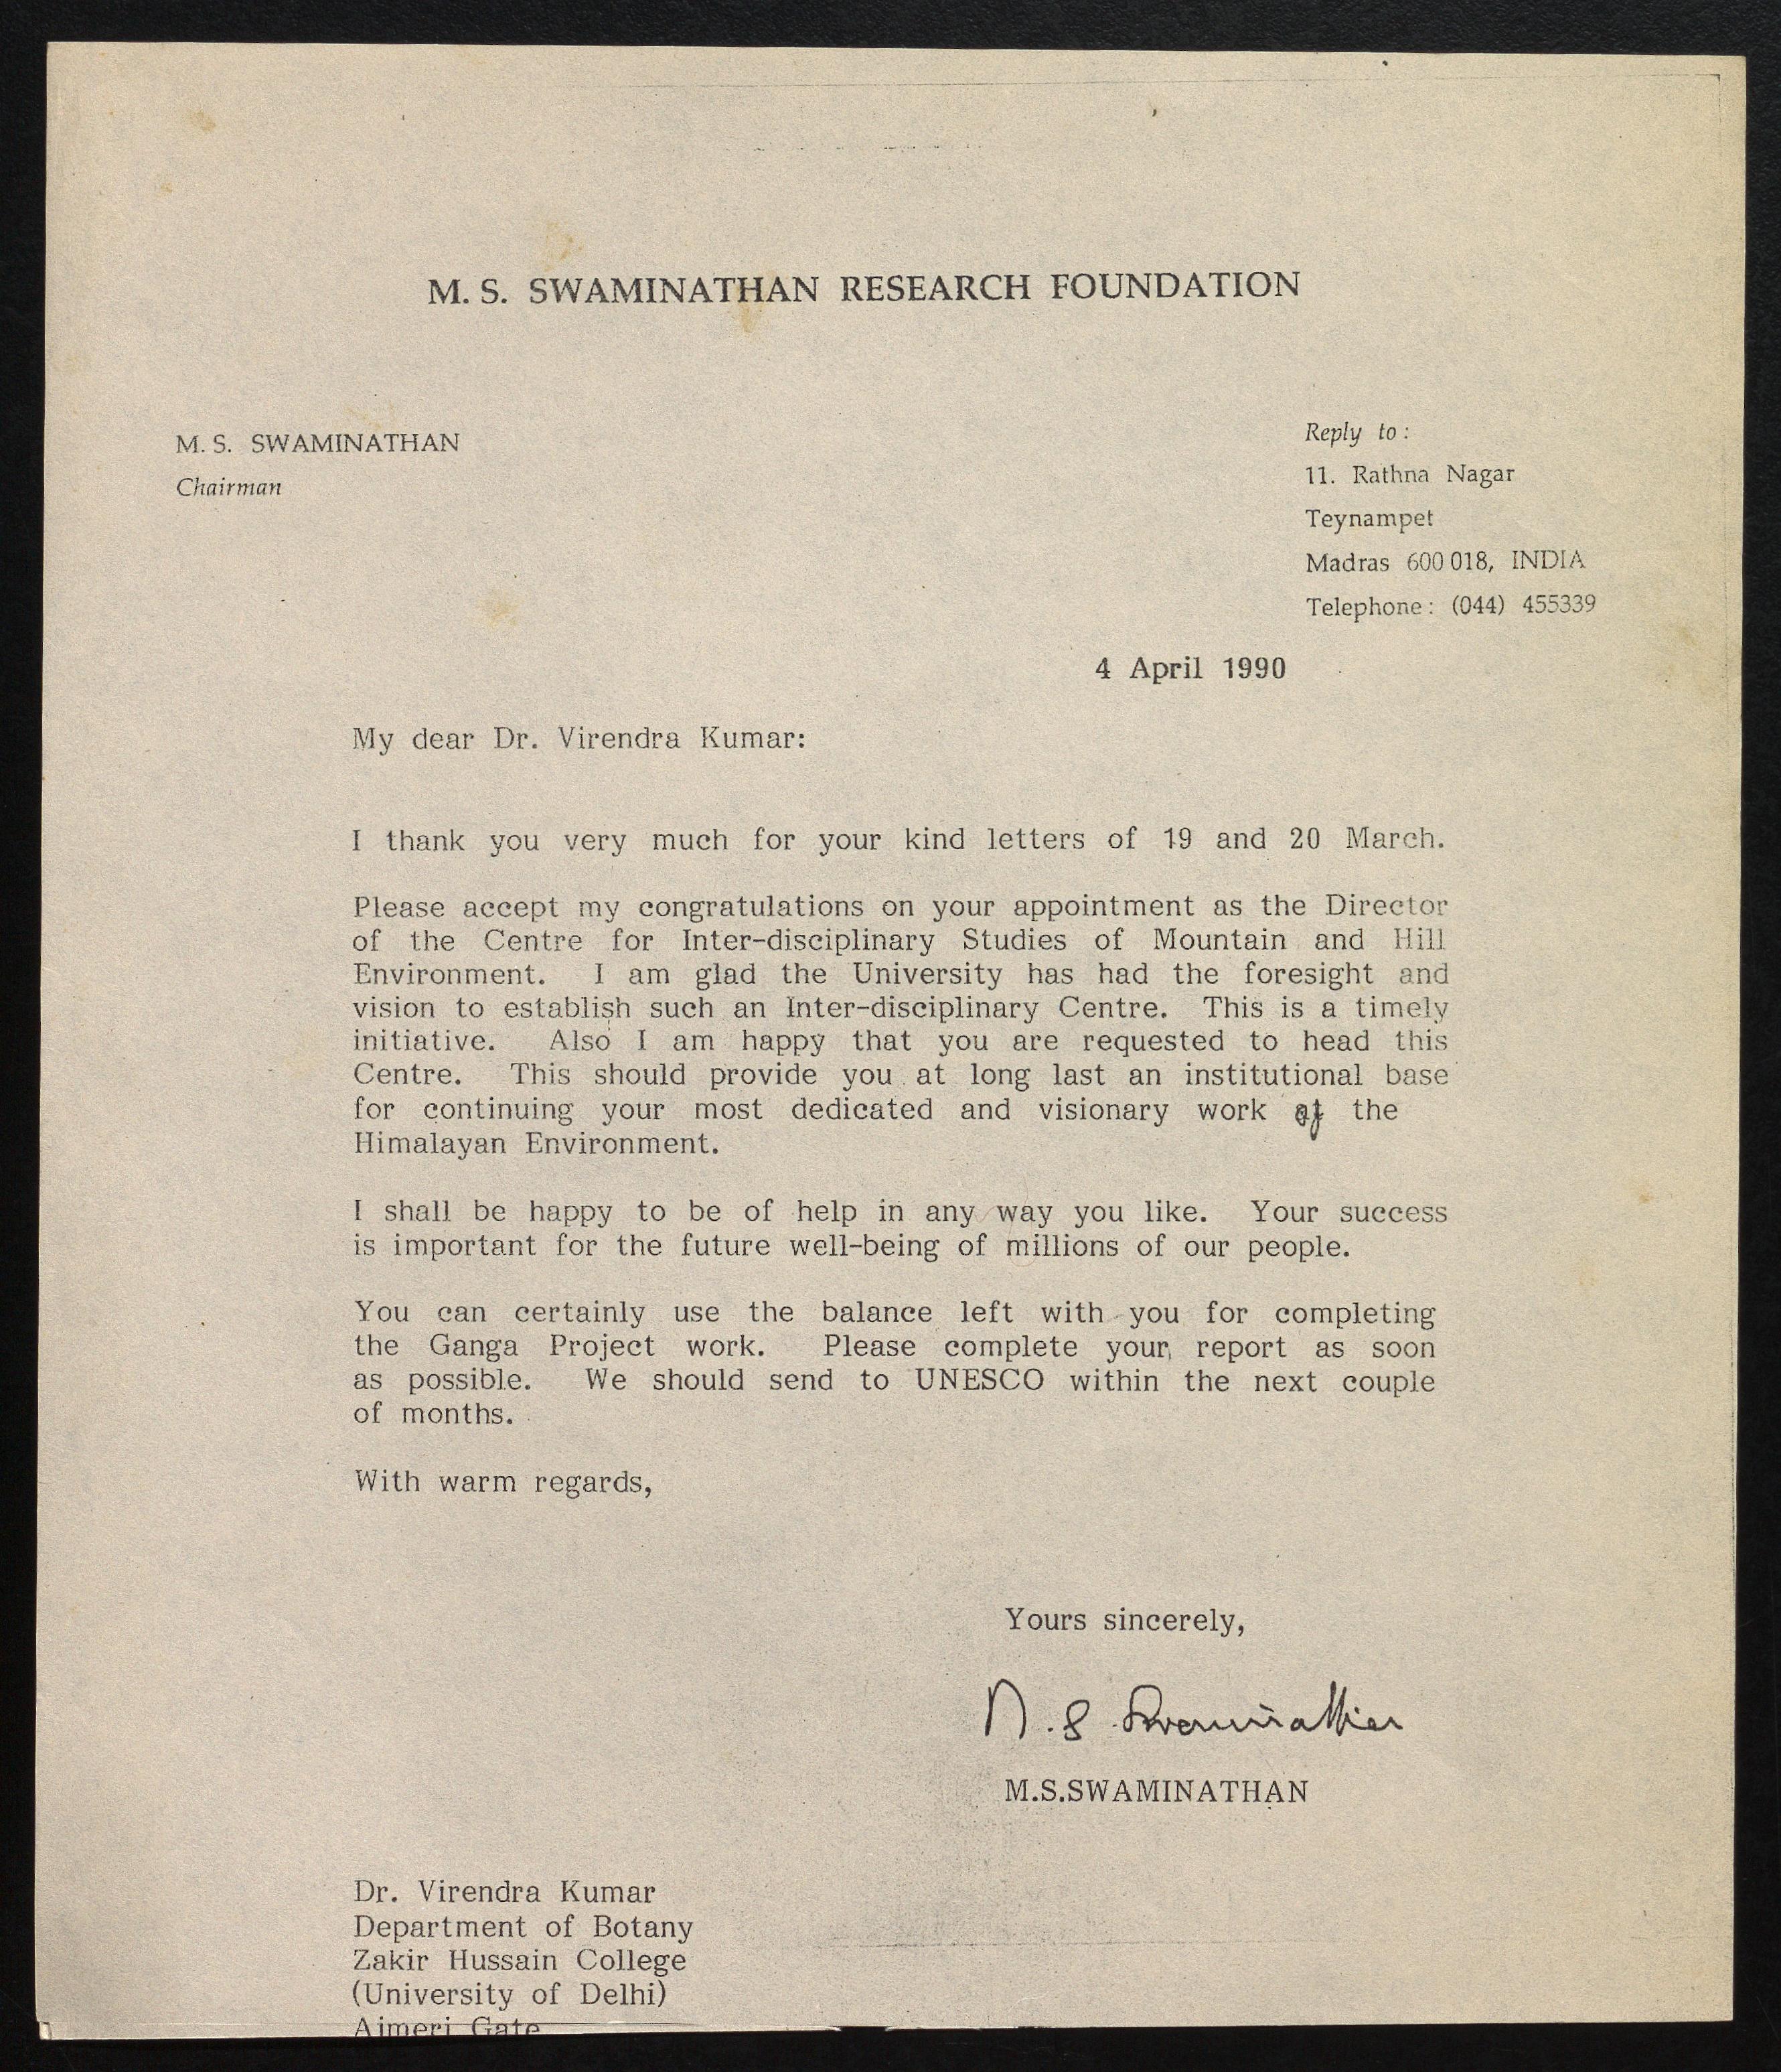 M. S. SWAMINATHAN RESEARCH FOUNDATION
M. S. SWAMINATHAN
Chairman
Reply to :
11. Rathna Nagar
Teynampet
Madras 600 018, INDIA
Telephone : (044) 455339
4 April 1990
My dear Dr. Virendra Kumar:
I thank you very much for your kind letters of 19 and 20 March.
Please accept my congratulations on your appointment as the Director
of the Centre for Inter-disciplinary Studies of Mountain and Hill
Environment. I am glad the University has had the foresight and
vision to establish such an Inter-disciplinary Centre. This is a timely
initiative. Also I am happy that you are requested to head this
Centre. This should provide you at long last an institutional base
for continuing your most dedicated and visionary work of the
Himalayan Environment.
I shall be happy to be of help in any way you like. Your success
is important for the future well-being of millions of our people.
You can certainly use the balance left with you for completing
the Ganga Project work. Please complete your report as soon
as possible. We should send to UNESCO within the next couple
of months.
With warm regards,
Yours sincerely,
M. S. Swaminathan
M.S.SWAMINATHAN
Dr. Virendra Kumar
Department of Botany
Zakir Hussain College
(University of Delhi)
Ajmeri Gate